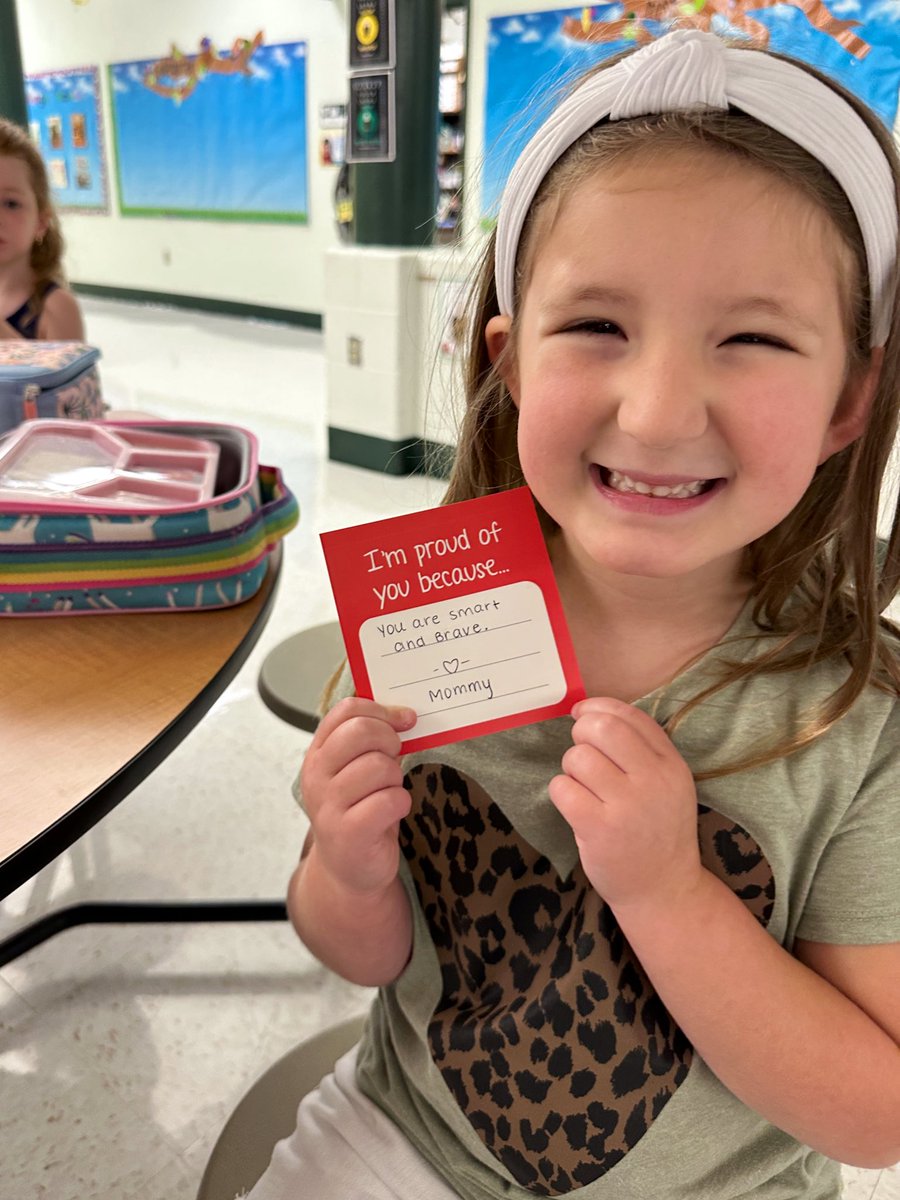 I'm proud of
you because...
You are smart
and Brave.
-♡-
Mommy